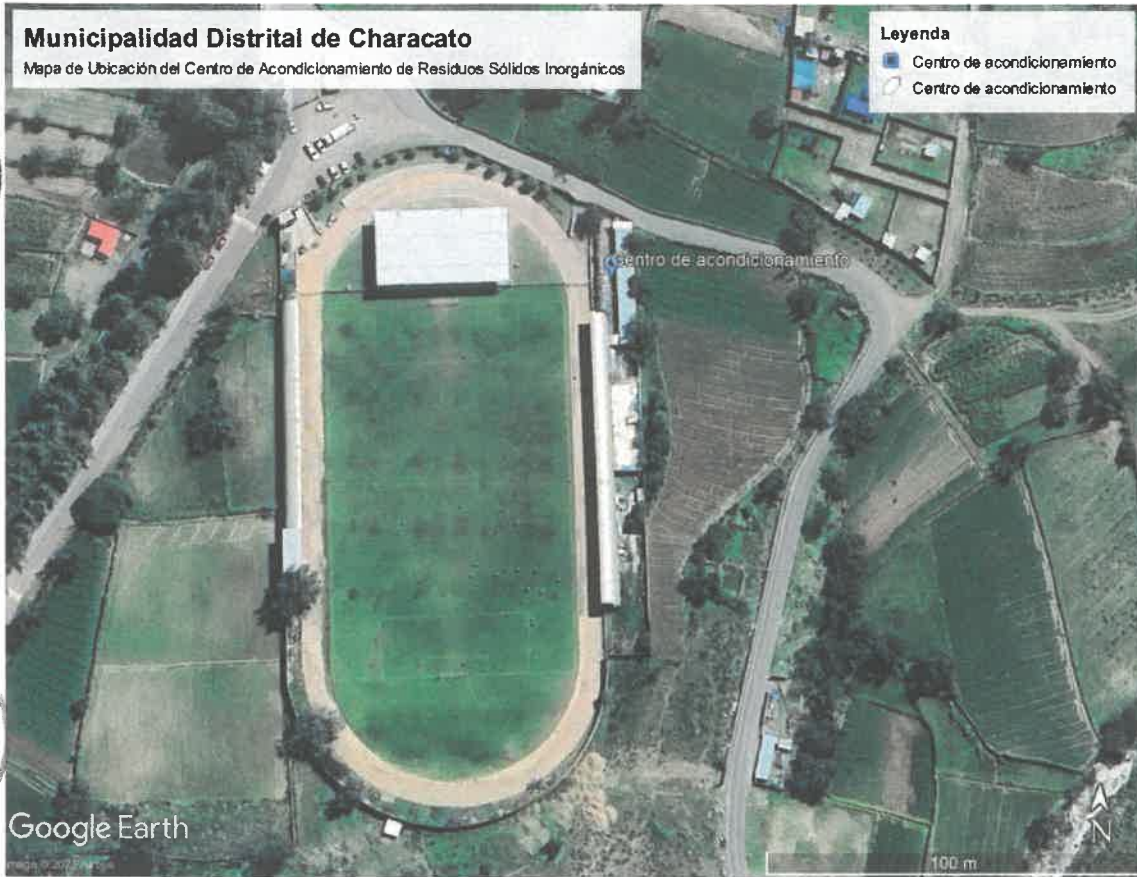 Municipalidad Distrital de Characato
Mapa de Ubicación del Centro de Acondicionamiento de Residuos Sólidos Inorgánicos
Leyenda
Centro de acondicionamiento
Centro de acondicionamiento
Centro de acondicionamiento
Google Earth
100 m
N